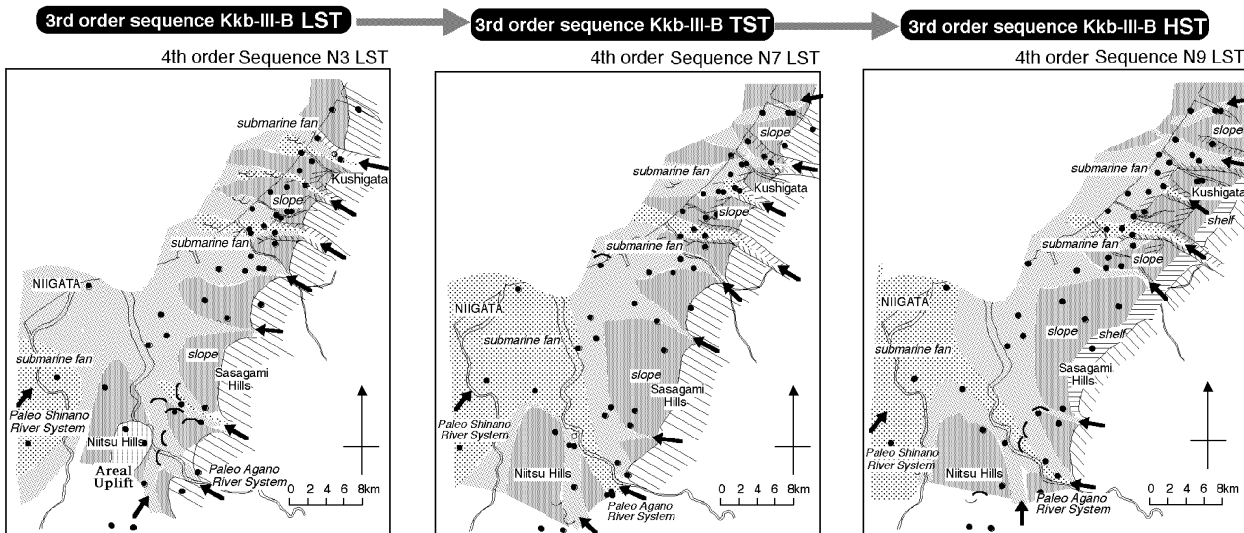 3rd order sequence Kkb-III-B LST
3rd order sequence Kkb-III-B TST
3rd order sequence Kkb-III-B HST
4th order Sequence N3 LST
submarine fan
Kushigata
slope
submarine fan
NIIGATA
submarine fan
slope
Sasagami
Hills
Paleo Shinano
River System
Niitsu Hills
Areal
Uplift
Paleo Agano
River System
0 2 4 6 8km
4th order Sequence N7 LST
slope
submarine fan
Kushigata
slope
submarine fan
NIIGATA
submarine fan
slope
Sasagami
Hills
Paleo Shinano
River System
Niitsu Hills
Paleo Agano
River System
0 2 4 6 8km
4th order Sequence N9 LST
slope
submarine fan
Kushigata
shelf
submarine fan
slope
NIIGATA
slope
shelf
submarine fan
Sasagami
Hills
Paleo Shinano
River System
Niitsu Hills
Paleo Agano
River System
0 2 4 6 8km